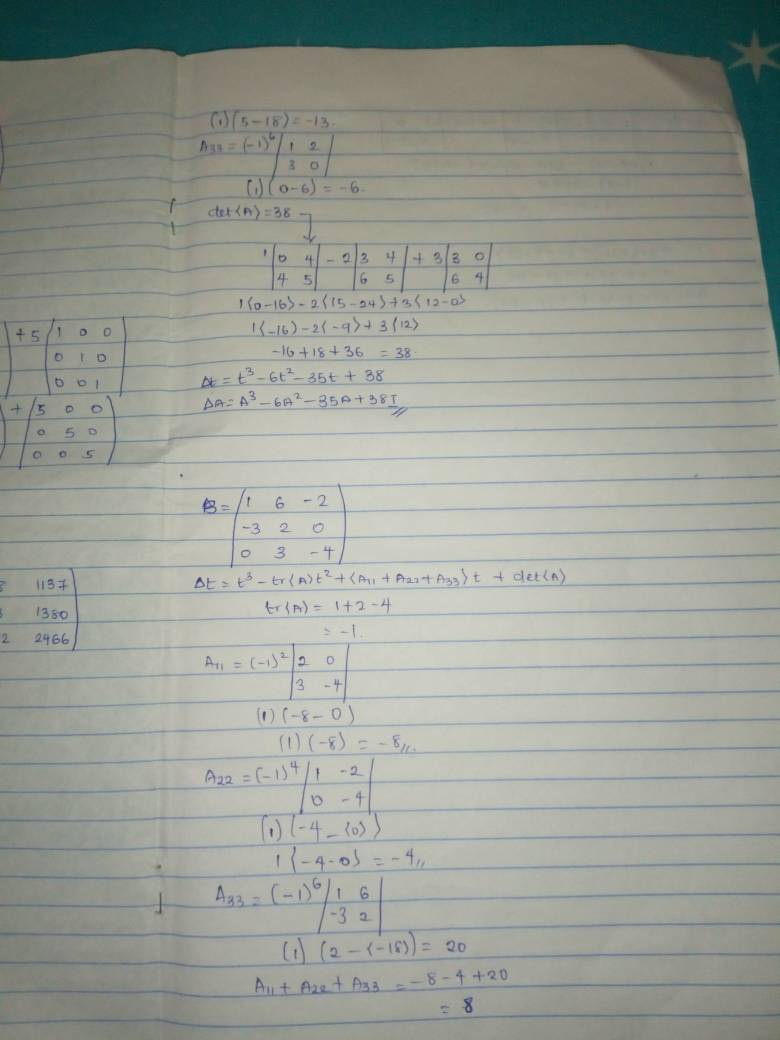 +5 | 1 0 0
0 1 0
0 0 1 |
+ ( 5 0 0
0 5 0
0 0 5 )
1137
1380
2 2466
(1)(5-18) = -13.
A33 = (-1)^6 | 1 2
3 0 |
(1)(0-6) = -6.
det(A) = 38
1 | 0 4 | - 2 | 3 4 | + 3 | 3 0 |
4 5 6 5 6 4
1(0-16) - 2(15-24) + 3(12-0)
1(-16) - 2(-9) + 3(12)
-16 + 18 + 36 = 38.
Δt = t³ - 6t² - 35t + 38
ΔA = A³ - 6A² - 35A + 38I
B = ( 1 6 -2
-3 2 0
0 3 -4 )
Δt = t³ - tr(A)t² + (A11 + A22 + A33)t + det(A)
tr(A) = 1+2-4
= -1.
A11 = (-1)² | 2 0
3 -4 |
(1)(-8-0)
(1)(-8) = -8
A22 = (-1)^4 | 1 -2
0 -4 |
(1)(-4-(0))
1(-4-0) = -4
A33 = (-1)^6 | 1 6
-3 2 |
(1)(2-(-18)) = 20
A11 + A22 + A33 = -8-4+20
= 8